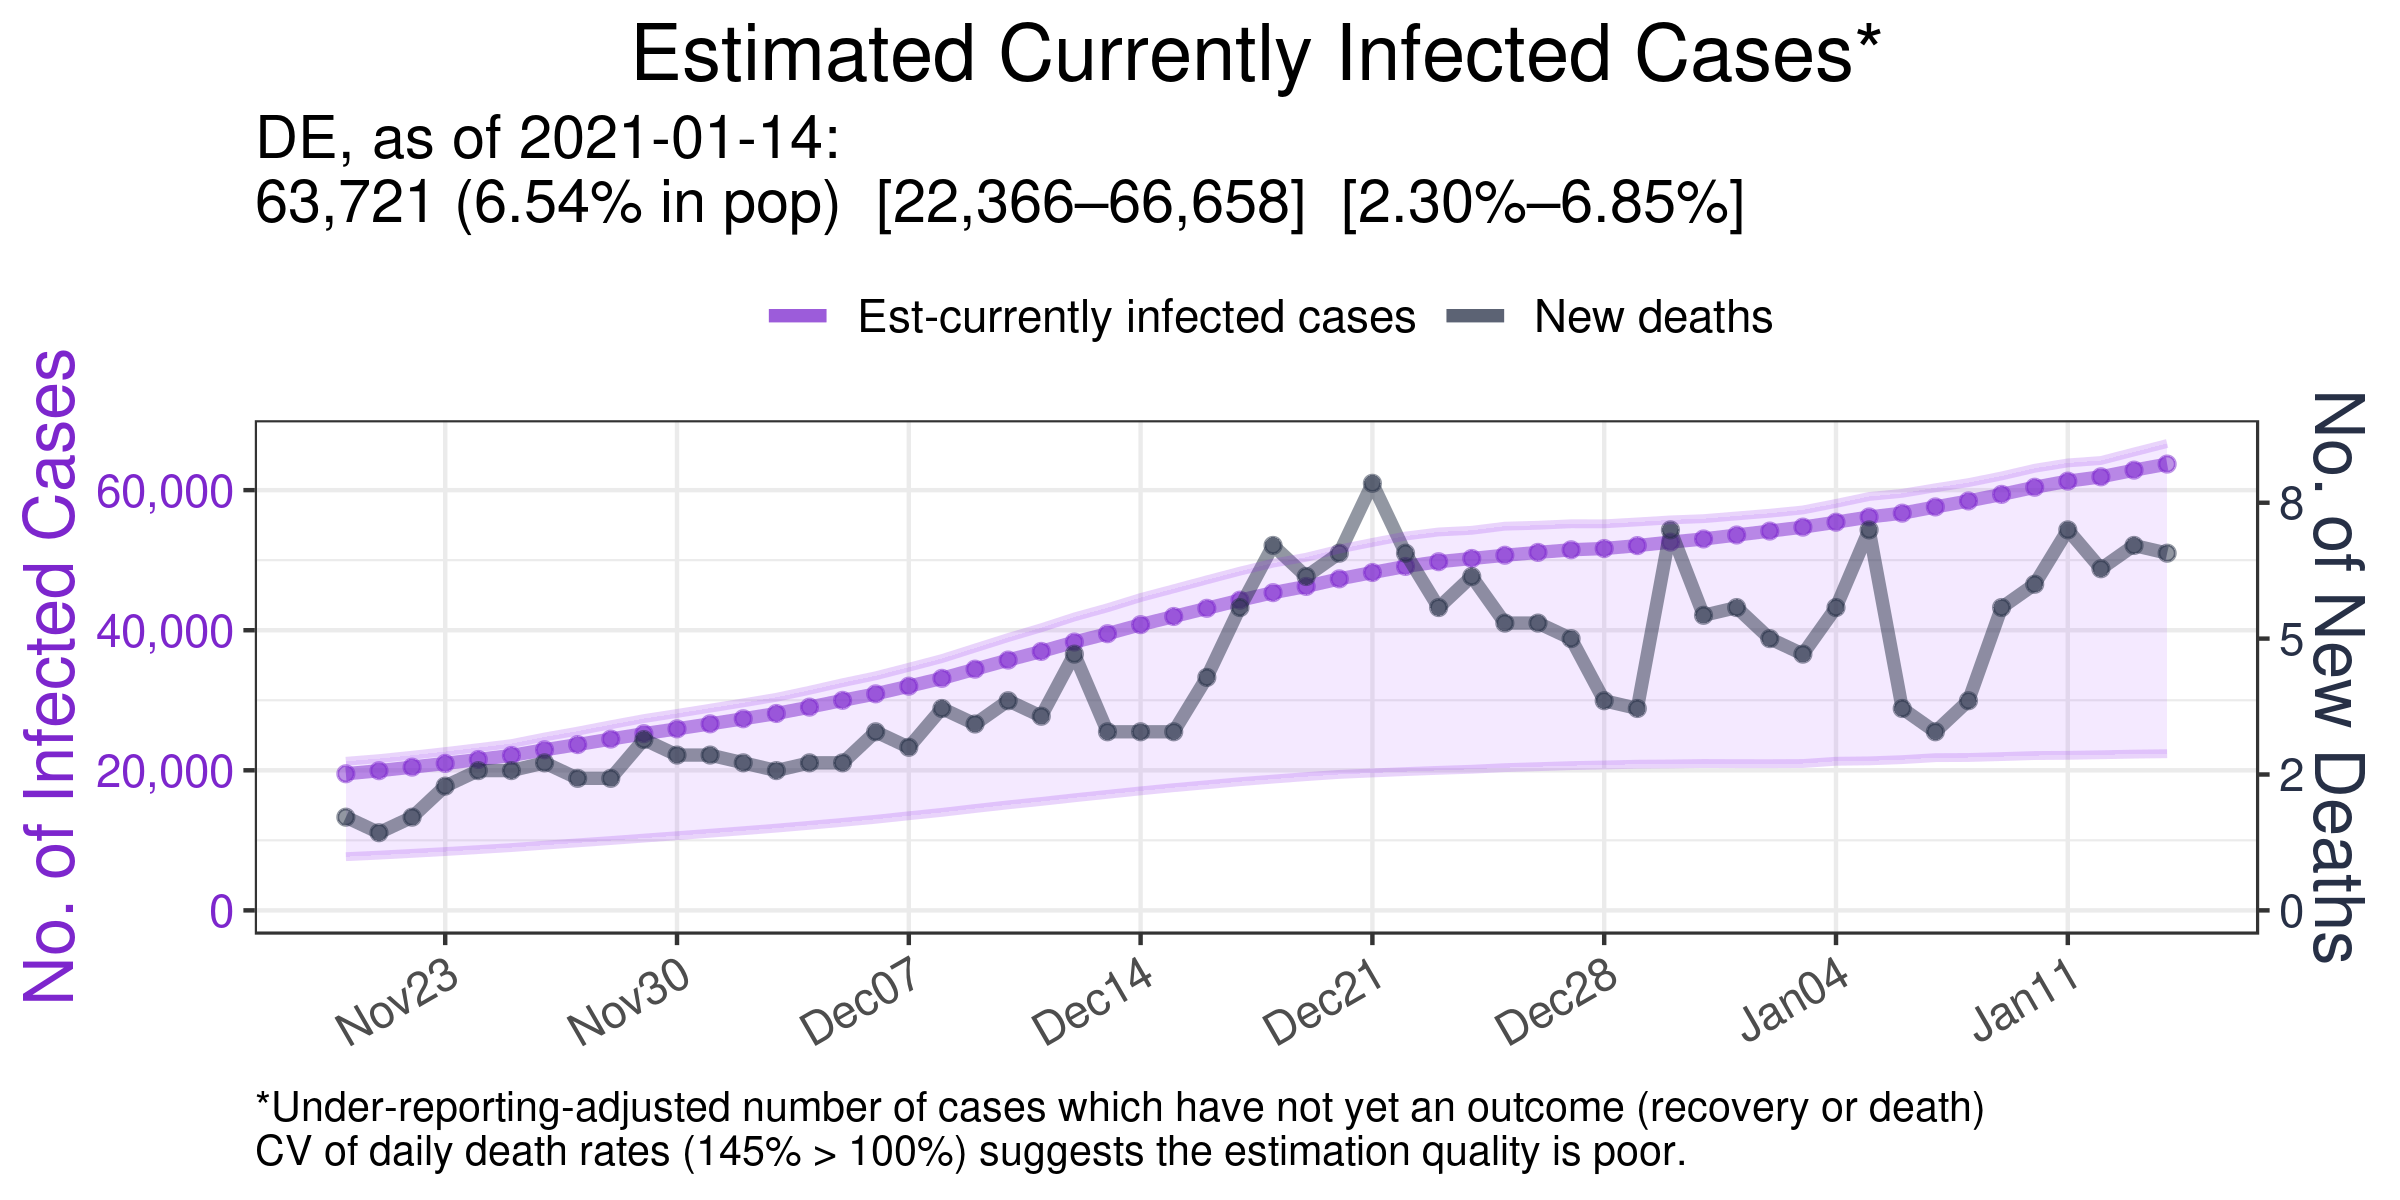 Estimated Currently Infected Cases*
DE, as of 2021-01-14:
63,721 (6.54% in pop)  [22,366–66,658]  [2.30%–6.85%]
Est-currently infected cases
New deaths
No. of Infected Cases
60,000
40,000
20,000
0
8
5
2
0
No. of New Deaths
Nov23
Nov30
Dec07
Dec14
Dec21
Dec28
Jan04
Jan11
*Under-reporting-adjusted number of cases which have not yet an outcome (recovery or death)
CV of daily death rates (145% > 100%) suggests the estimation quality is poor.